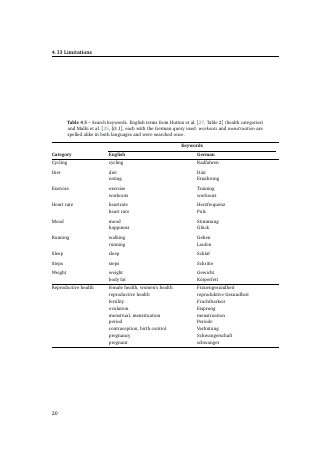 4.13 Limitations
Table 4.5 – Search keywords. English terms from Hutton et al. [27, Table 2] (health categories)
and Malki et al. [35, §3.1], each with the German query used. workouts and menstruation are
spelled alike in both languages and were searched once.
Keywords
Category English German
Cycling cycling Radfahren
Diet diet Diät
eating Ernährung
Exercise exercise Training
workouts workouts
Heart rate heartrate Herzfrequenz
heart rate Puls
Mood mood Stimmung
happiness Glück
Running walking Gehen
running Laufen
Sleep sleep Schlaf
Steps steps Schritte
Weight weight Gewicht
body fat Körperfett
Reproductive health female health, women's health Frauengesundheit
reproductive health reproduktive Gesundheit
fertility Fruchtbarkeit
ovulation Eisprung
menstrual, menstruation menstruation
period Periode
contraception, birth control Verhütung
pregnancy Schwangerschaft
pregnant schwanger
20